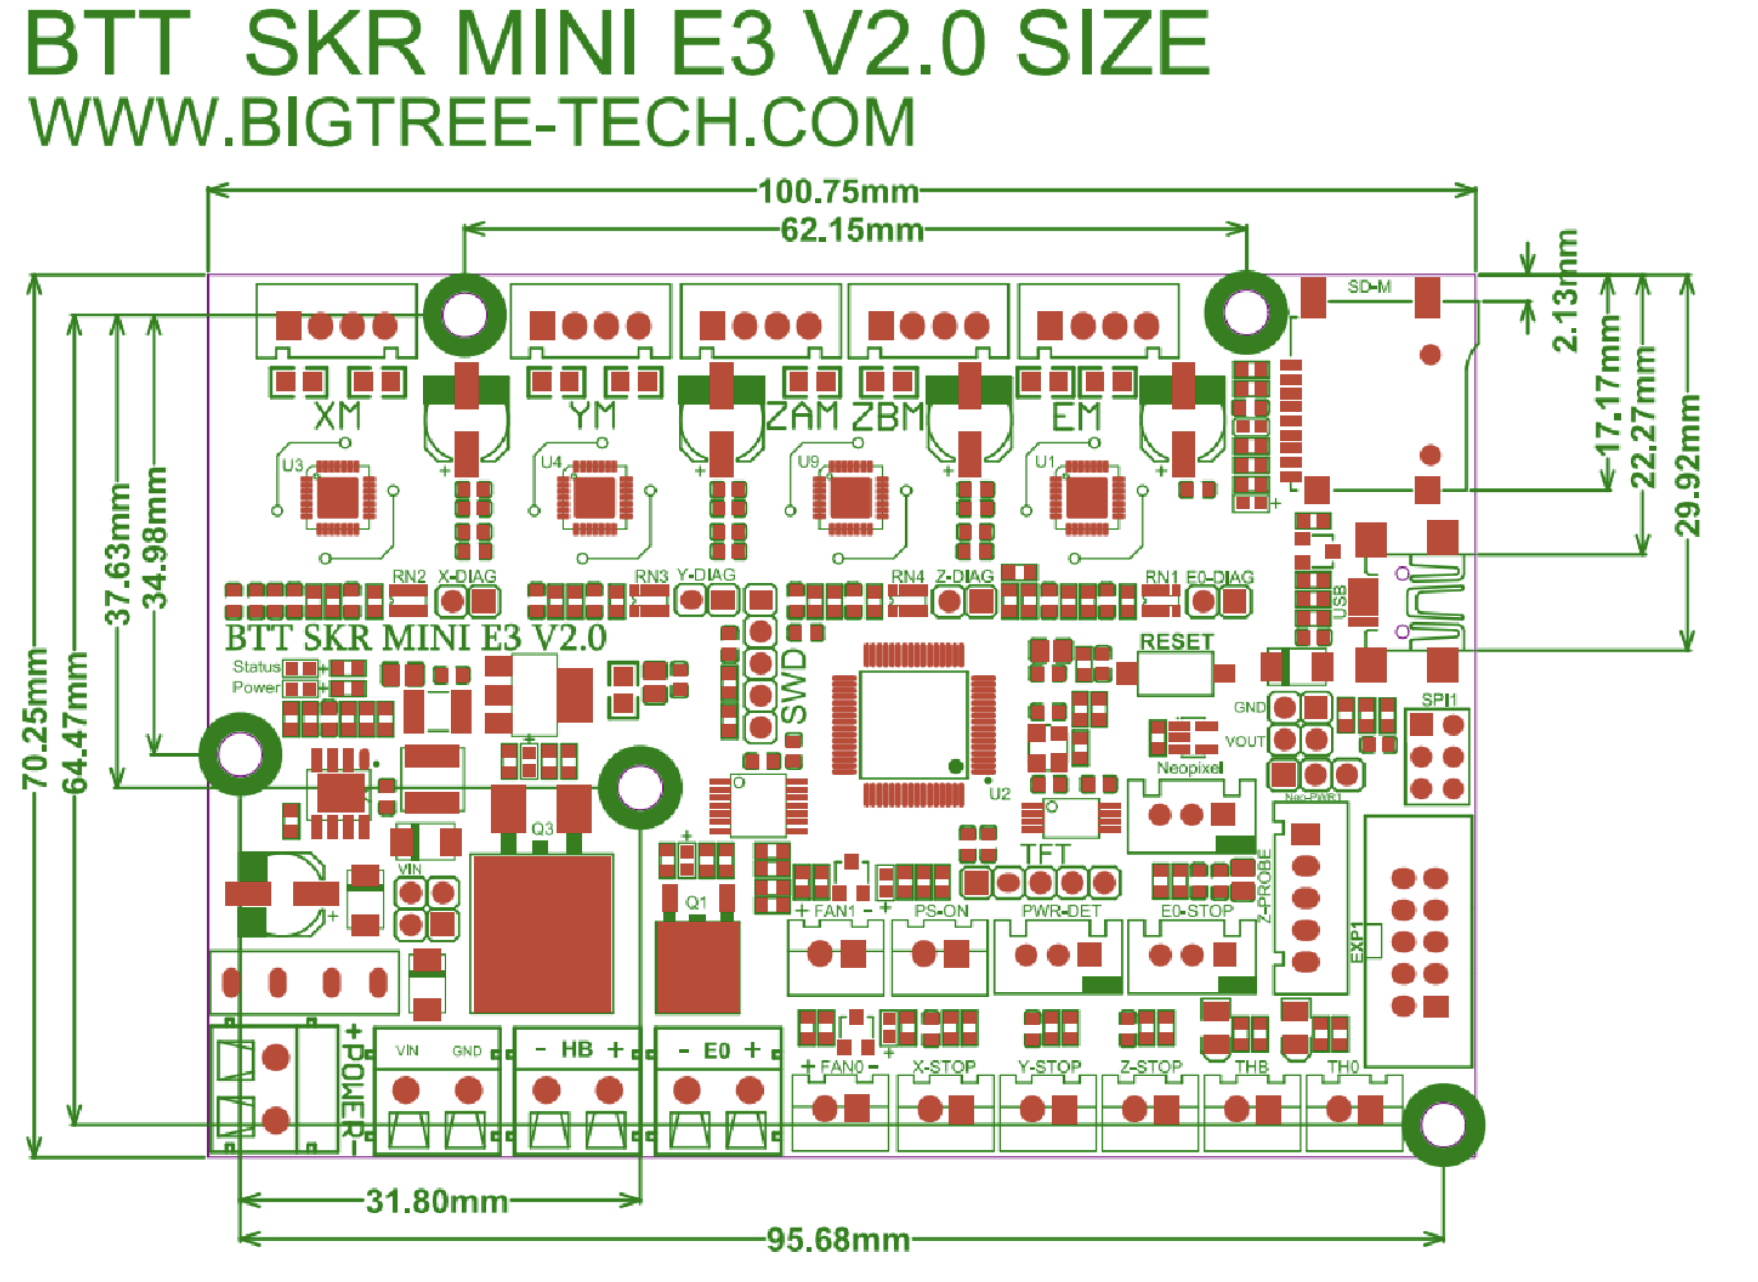 BTT SKR MINI E3 V2.0 SIZE
WWW.BIGTREE-TECH.COM
100.75mm
62.15mm
2.13mm
17.17mm
22.27mm
29.92mm
70.25mm
64.47mm
37.63mm
34.98mm
SD-M
XM
YM
ZAM
ZBM
EM
U3
U4
U9
U1
+
+
+
+
+
RN2
X-DIAG
RN3
Y-DIAG
RN4
Z-DIAG
RN1
E0-DIAG
USB
BTT SKR MINI E3 V2.0
Status
+
Power
+
SWD
RESET
GND
VOUT
SPI1
Neopixel
Neo-PWR1
U2
+
Q3
+
VIN
+
Q1
TFT
+ FAN1 -
+
PS-ON
PWR-DET
E0-STOP
Z-PROBE
EXP1
+POWER-
VIN
GND
- HB +
- E0 +
+
+ FAN0 -
X-STOP
Y-STOP
Z-STOP
THB
TH0
31.80mm
95.68mm